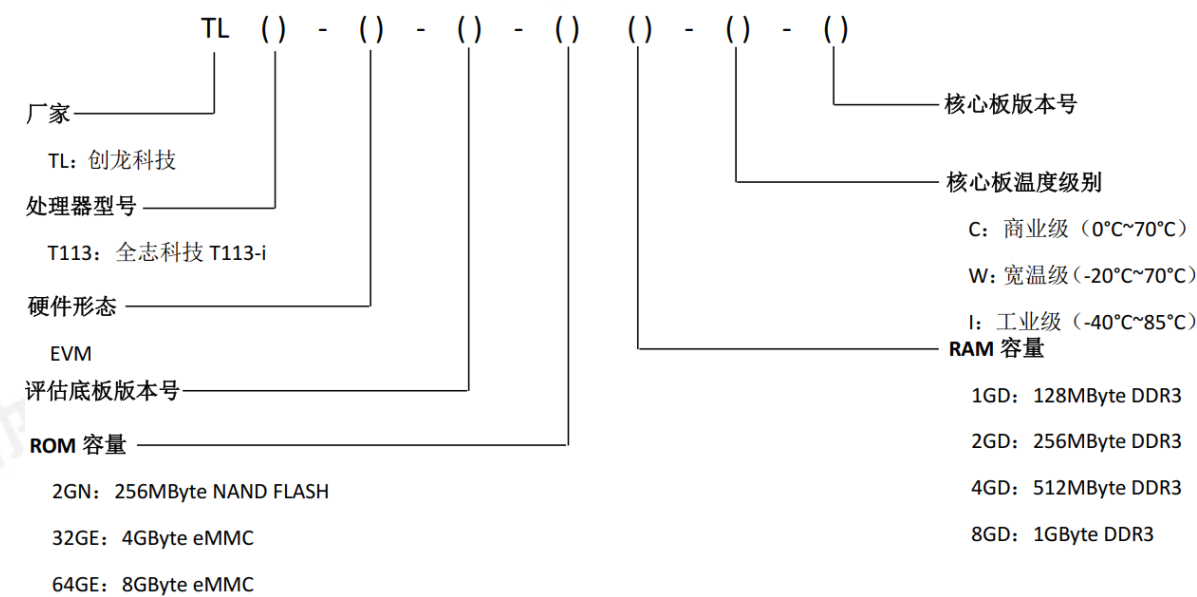 TL () - () - () - () () - () - ()
厂家
TL：创龙科技
处理器型号
T113：全志科技 T113-i
硬件形态
EVM
评估底板版本号
ROM 容量
2GN：256MByte NAND FLASH
32GE：4GByte eMMC
64GE：8GByte eMMC
核心板版本号
核心板温度级别
C：商业级（0°C~70°C）
W：宽温级（-20°C~70°C）
I：工业级（-40°C~85°C）
RAM 容量
1GD：128MByte DDR3
2GD：256MByte DDR3
4GD：512MByte DDR3
8GD：1GByte DDR3